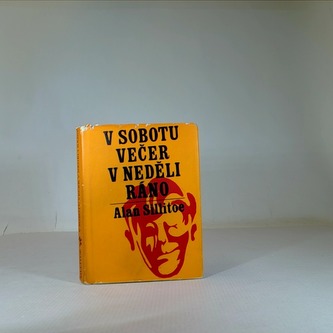 V SOBOTU
VEČER
V NEDĚLI
RÁNO
Alan Sillitoe